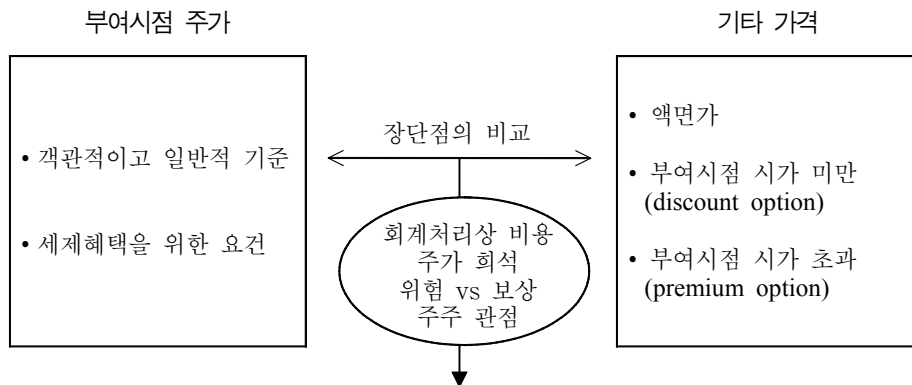 부여시점 주가
• 객관적이고 일반적 기준
• 세제혜택을 위한 요건
장단점의 비교
회계처리상 비용
주가 희석
위험 vs 보상
주주 관점
기타 가격
• 액면가
• 부여시점 시가 미만
(discount option)
• 부여시점 시가 초과
(premium option)